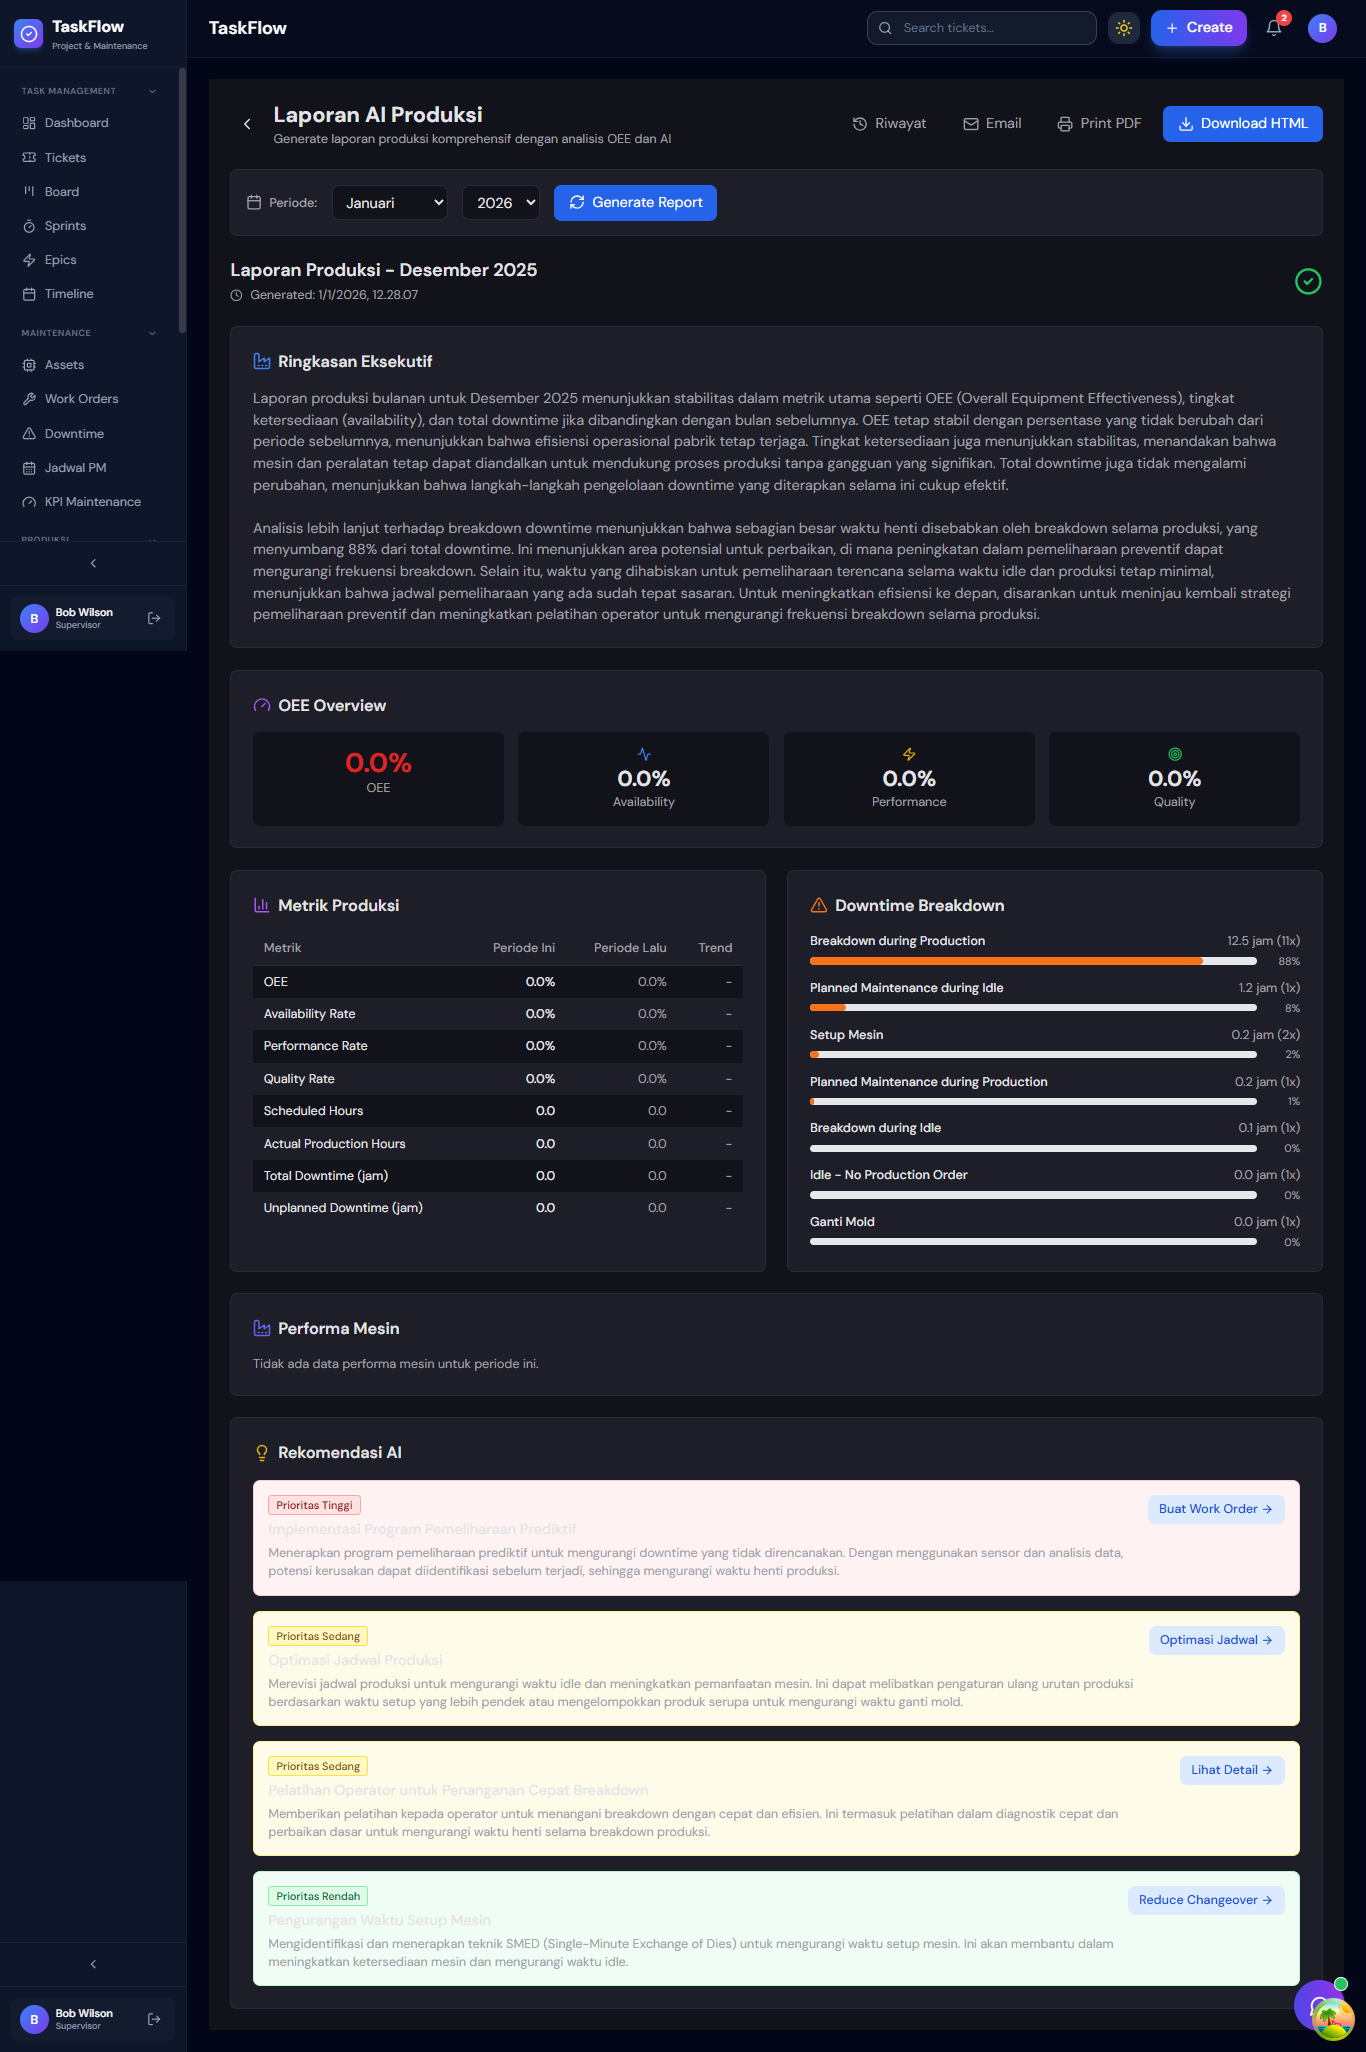 TaskFlow
Project & Maintenance
TaskFlow
Search tickets...
Create
2
B
TASK MANAGEMENT
Dashboard
Tickets
Board
Sprints
Epics
Timeline
MAINTENANCE
Assets
Work Orders
Downtime
Jadwal PM
KPI Maintenance
PRODUKSI
B
Bob Wilson
Supervisor
Laporan AI Produksi
Generate laporan produksi komprehensif dengan analisis OEE dan AI
Riwayat
Email
Print PDF
Download HTML
Periode:
Januari
2026
Generate Report
Laporan Produksi - Desember 2025
Generated: 1/1/2026, 12.28.07
Ringkasan Eksekutif
Laporan produksi bulanan untuk Desember 2025 menunjukkan stabilitas dalam metrik utama seperti OEE (Overall Equipment Effectiveness), tingkat
ketersediaan (availability), dan total downtime jika dibandingkan dengan bulan sebelumnya. OEE tetap stabil dengan persentase yang tidak berubah dari
periode sebelumnya, menunjukkan bahwa efisiensi operasional pabrik tetap terjaga. Tingkat ketersediaan juga menunjukkan stabilitas, menandakan bahwa
mesin dan peralatan tetap dapat diandalkan untuk mendukung proses produksi tanpa gangguan yang signifikan. Total downtime juga tidak mengalami
perubahan, menunjukkan bahwa langkah-langkah pengelolaan downtime yang diterapkan selama ini cukup efektif.
Analisis lebih lanjut terhadap breakdown downtime menunjukkan bahwa sebagian besar waktu henti disebabkan oleh breakdown selama produksi, yang
menyumbang 88% dari total downtime. Ini menunjukkan area potensial untuk perbaikan, di mana peningkatan dalam pemeliharaan preventif dapat
mengurangi frekuensi breakdown. Selain itu, waktu yang dihabiskan untuk pemeliharaan terencana selama waktu idle dan produksi tetap minimal,
menunjukkan bahwa jadwal pemeliharaan yang ada sudah tepat sasaran. Untuk meningkatkan efisiensi ke depan, disarankan untuk meninjau kembali strategi
pemeliharaan preventif dan meningkatkan pelatihan operator untuk mengurangi frekuensi breakdown selama produksi.
OEE Overview
0.0%
OEE
0.0%
Availability
0.0%
Performance
0.0%
Quality
Metrik Produksi
Metrik Periode Ini Periode Lalu Trend
OEE 0.0% 0.0% -
Availability Rate 0.0% 0.0% -
Performance Rate 0.0% 0.0% -
Quality Rate 0.0% 0.0% -
Scheduled Hours 0.0 0.0 -
Actual Production Hours 0.0 0.0 -
Total Downtime (jam) 0.0 0.0 -
Unplanned Downtime (jam) 0.0 0.0 -
Downtime Breakdown
Breakdown during Production 12.5 jam (11x)
88%
Planned Maintenance during Idle 1.2 jam (1x)
8%
Setup Mesin 0.2 jam (2x)
2%
Planned Maintenance during Production 0.2 jam (1x)
1%
Breakdown during Idle 0.1 jam (1x)
0%
Idle - No Production Order 0.0 jam (1x)
0%
Ganti Mold 0.0 jam (1x)
0%
Performa Mesin
Tidak ada data performa mesin untuk periode ini.
Rekomendasi AI
Prioritas Tinggi
Implementasi Program Pemeliharaan Prediktif
Menerapkan program pemeliharaan prediktif untuk mengurangi downtime yang tidak direncanakan. Dengan menggunakan sensor dan analisis data,
potensi kerusakan dapat diidentifikasi sebelum terjadi, sehingga mengurangi waktu henti produksi.
Buat Work Order →
Prioritas Sedang
Optimasi Jadwal Produksi
Merevisi jadwal produksi untuk mengurangi waktu idle dan meningkatkan pemanfaatan mesin. Ini dapat melibatkan pengaturan ulang urutan produksi
berdasarkan waktu setup yang lebih pendek atau mengelompokkan produk serupa untuk mengurangi waktu ganti mold.
Optimasi Jadwal →
Prioritas Sedang
Pelatihan Operator untuk Penanganan Cepat Breakdown
Memberikan pelatihan kepada operator untuk menangani breakdown dengan cepat dan efisien. Ini termasuk pelatihan dalam diagnostik cepat dan
perbaikan dasar untuk mengurangi waktu henti selama breakdown produksi.
Lihat Detail →
Prioritas Rendah
Pengurangan Waktu Setup Mesin
Mengidentifikasi dan menerapkan teknik SMED (Single-Minute Exchange of Dies) untuk mengurangi waktu setup mesin. Ini akan membantu dalam
meningkatkan ketersediaan mesin dan mengurangi waktu idle.
Reduce Changeover →
B
Bob Wilson
Supervisor